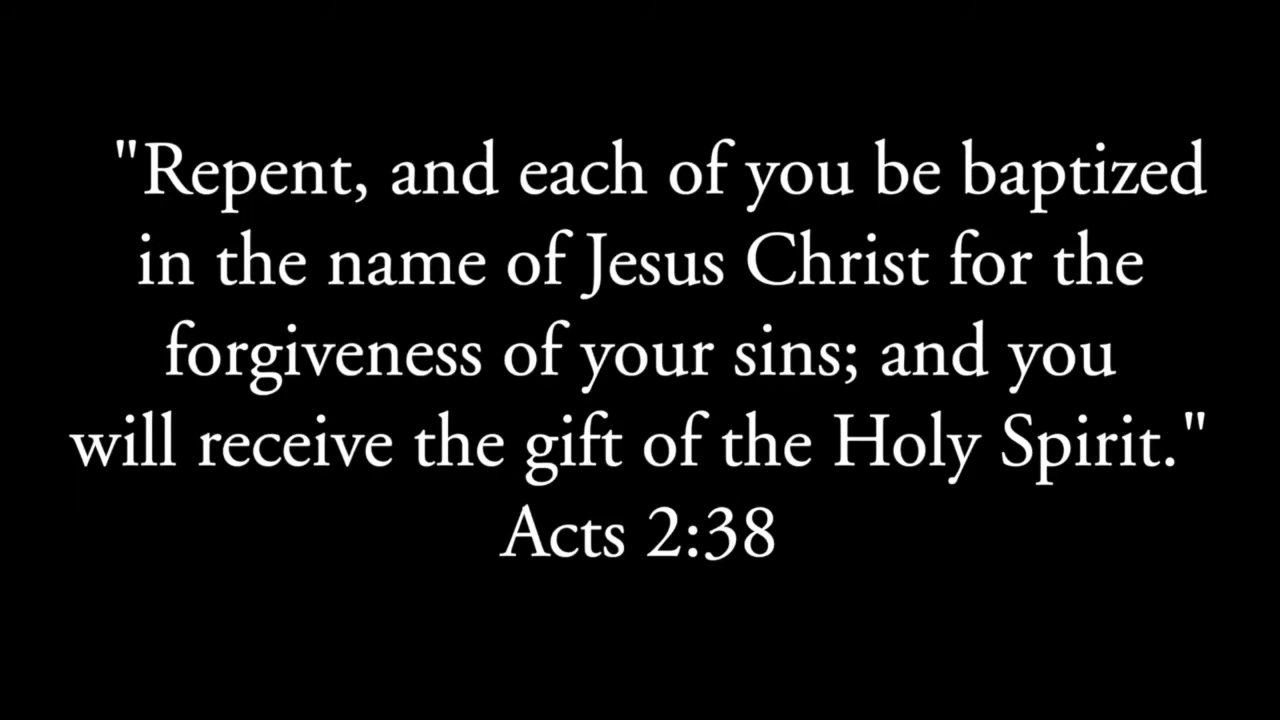 "Repent, and each of you be baptized
in the name of Jesus Christ for the
forgiveness of your sins; and you
will receive the gift of the Holy Spirit."
Acts 2:38